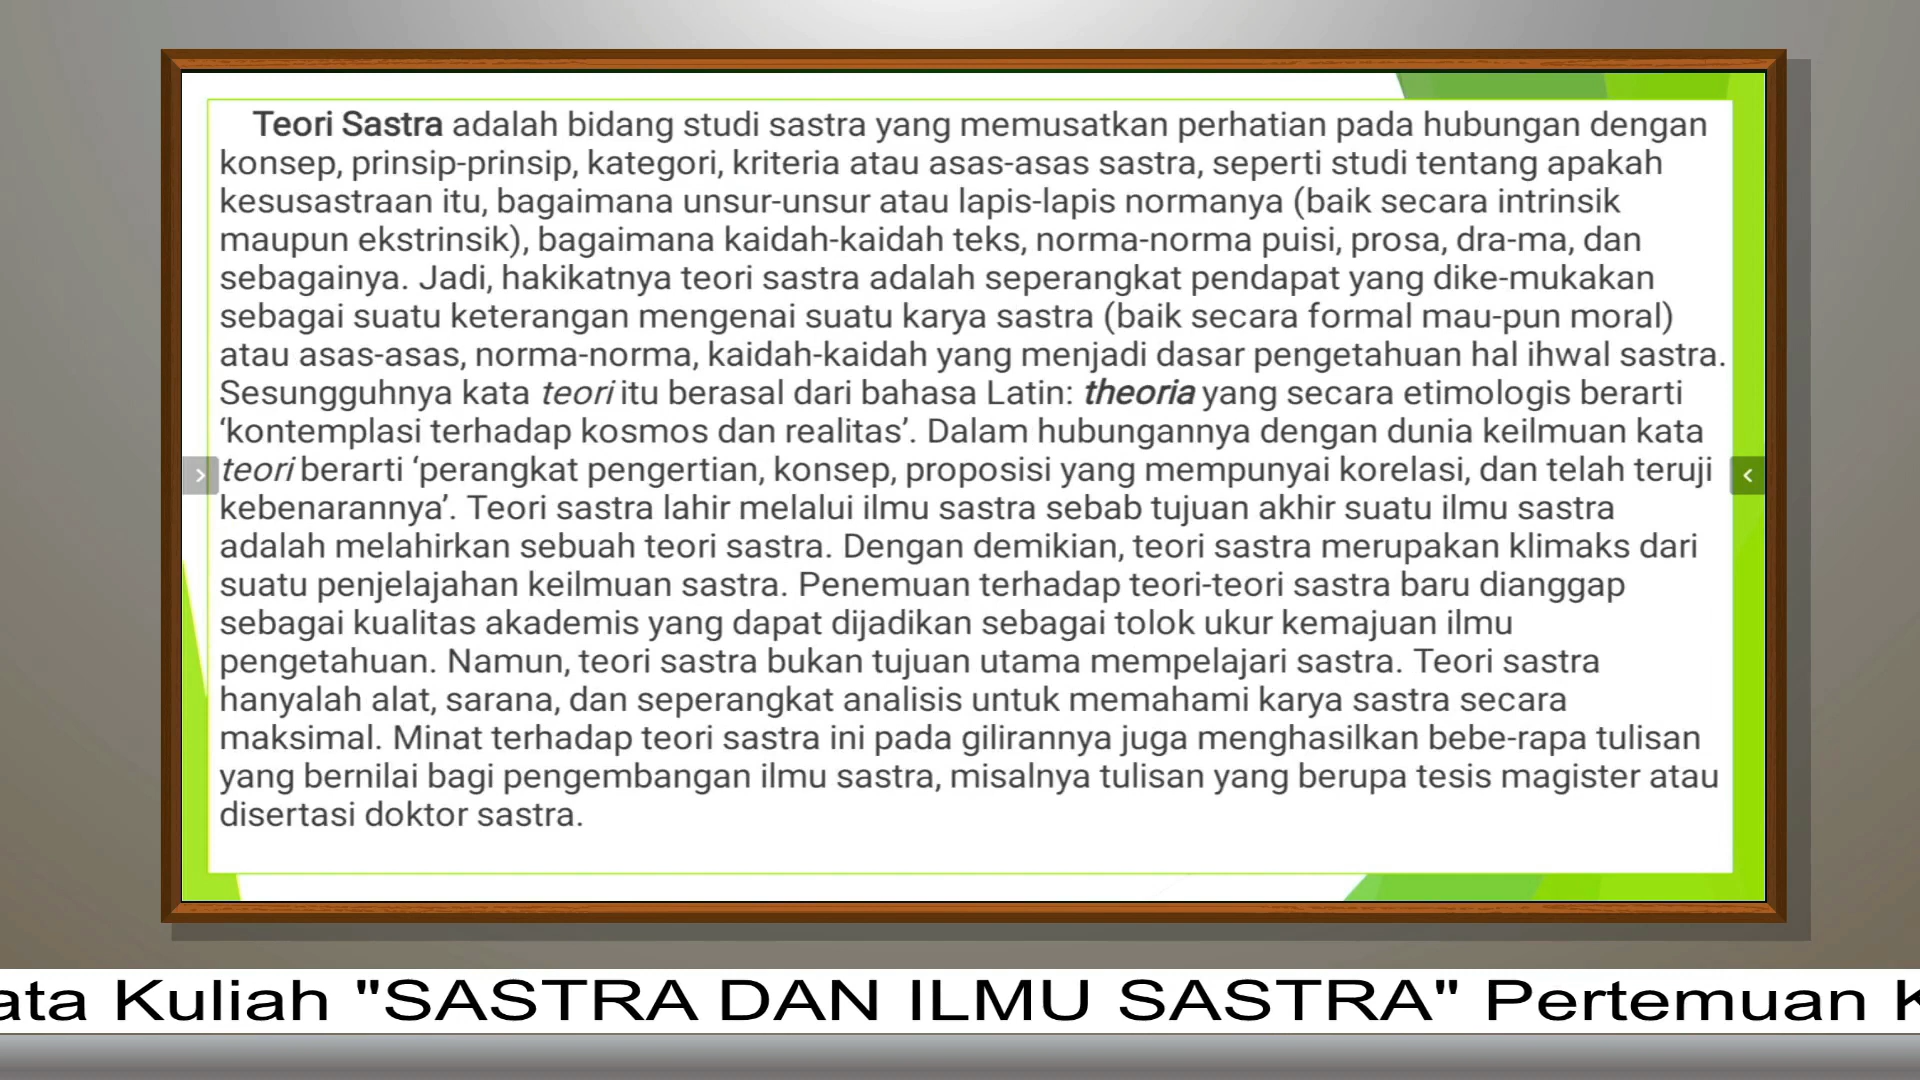 Teori Sastra adalah bidang studi sastra yang memusatkan perhatian pada hubungan dengan
konsep, prinsip-prinsip, kategori, kriteria atau asas-asas sastra, seperti studi tentang apakah
kesusastraan itu, bagaimana unsur-unsur atau lapis-lapis normanya (baik secara intrinsik
maupun ekstrinsik), bagaimana kaidah-kaidah teks, norma-norma puisi, prosa, dra-ma, dan
sebagainya. Jadi, hakikatnya teori sastra adalah seperangkat pendapat yang dike-mukakan
sebagai suatu keterangan mengenai suatu karya sastra (baik secara formal mau-pun moral)
atau asas-asas, norma-norma, kaidah-kaidah yang menjadi dasar pengetahuan hal ihwal sastra.
Sesungguhnya kata teori itu berasal dari bahasa Latin: theoria yang secara etimologis berarti
‘kontemplasi terhadap kosmos dan realitas’. Dalam hubungannya dengan dunia keilmuan kata
teori berarti ‘perangkat pengertian, konsep, proposisi yang mempunyai korelasi, dan telah teruji
kebenarannya’. Teori sastra lahir melalui ilmu sastra sebab tujuan akhir suatu ilmu sastra
adalah melahirkan sebuah teori sastra. Dengan demikian, teori sastra merupakan klimaks dari
suatu penjelajahan keilmuan sastra. Penemuan terhadap teori-teori sastra baru dianggap
sebagai kualitas akademis yang dapat dijadikan sebagai tolok ukur kemajuan ilmu
pengetahuan. Namun, teori sastra bukan tujuan utama mempelajari sastra. Teori sastra
hanyalah alat, sarana, dan seperangkat analisis untuk memahami karya sastra secara
maksimal. Minat terhadap teori sastra ini pada gilirannya juga menghasilkan bebe-rapa tulisan
yang bernilai bagi pengembangan ilmu sastra, misalnya tulisan yang berupa tesis magister atau
disertasi doktor sastra.
ata Kuliah "SASTRA DAN ILMU SASTRA" Pertemuan K